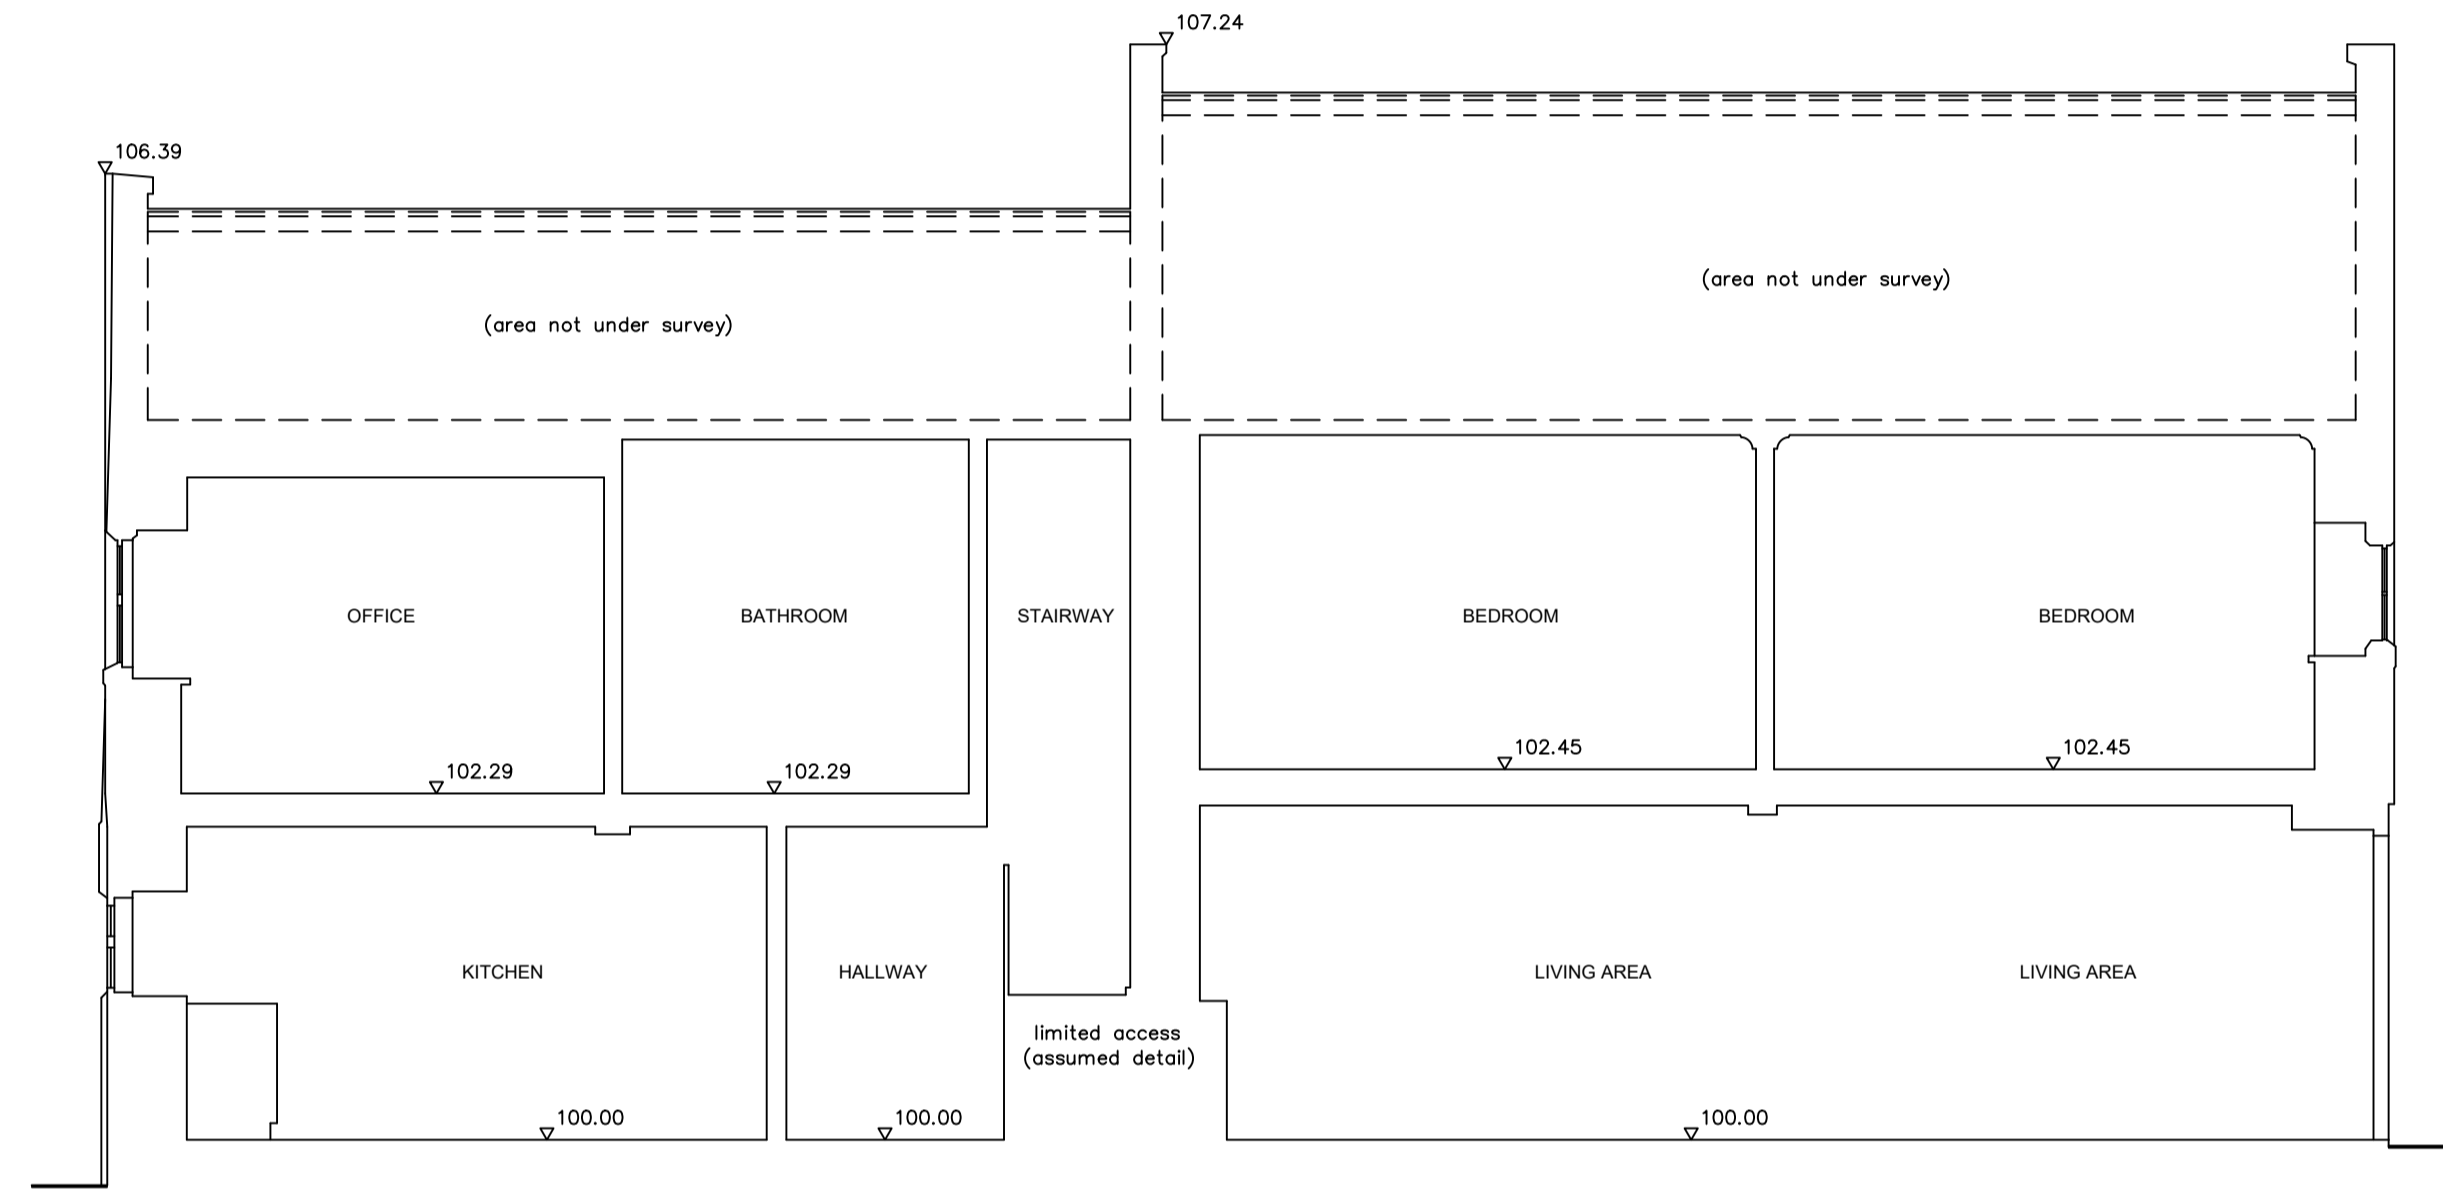 107.24
106.39
(area not under survey)
(area not under survey)
OFFICE
BATHROOM
STAIRWAY
BEDROOM
BEDROOM
102.29
102.29
102.45
102.45
KITCHEN
HALLWAY
LIVING AREA
LIVING AREA
limited access
(assumed detail)
100.00
100.00
100.00